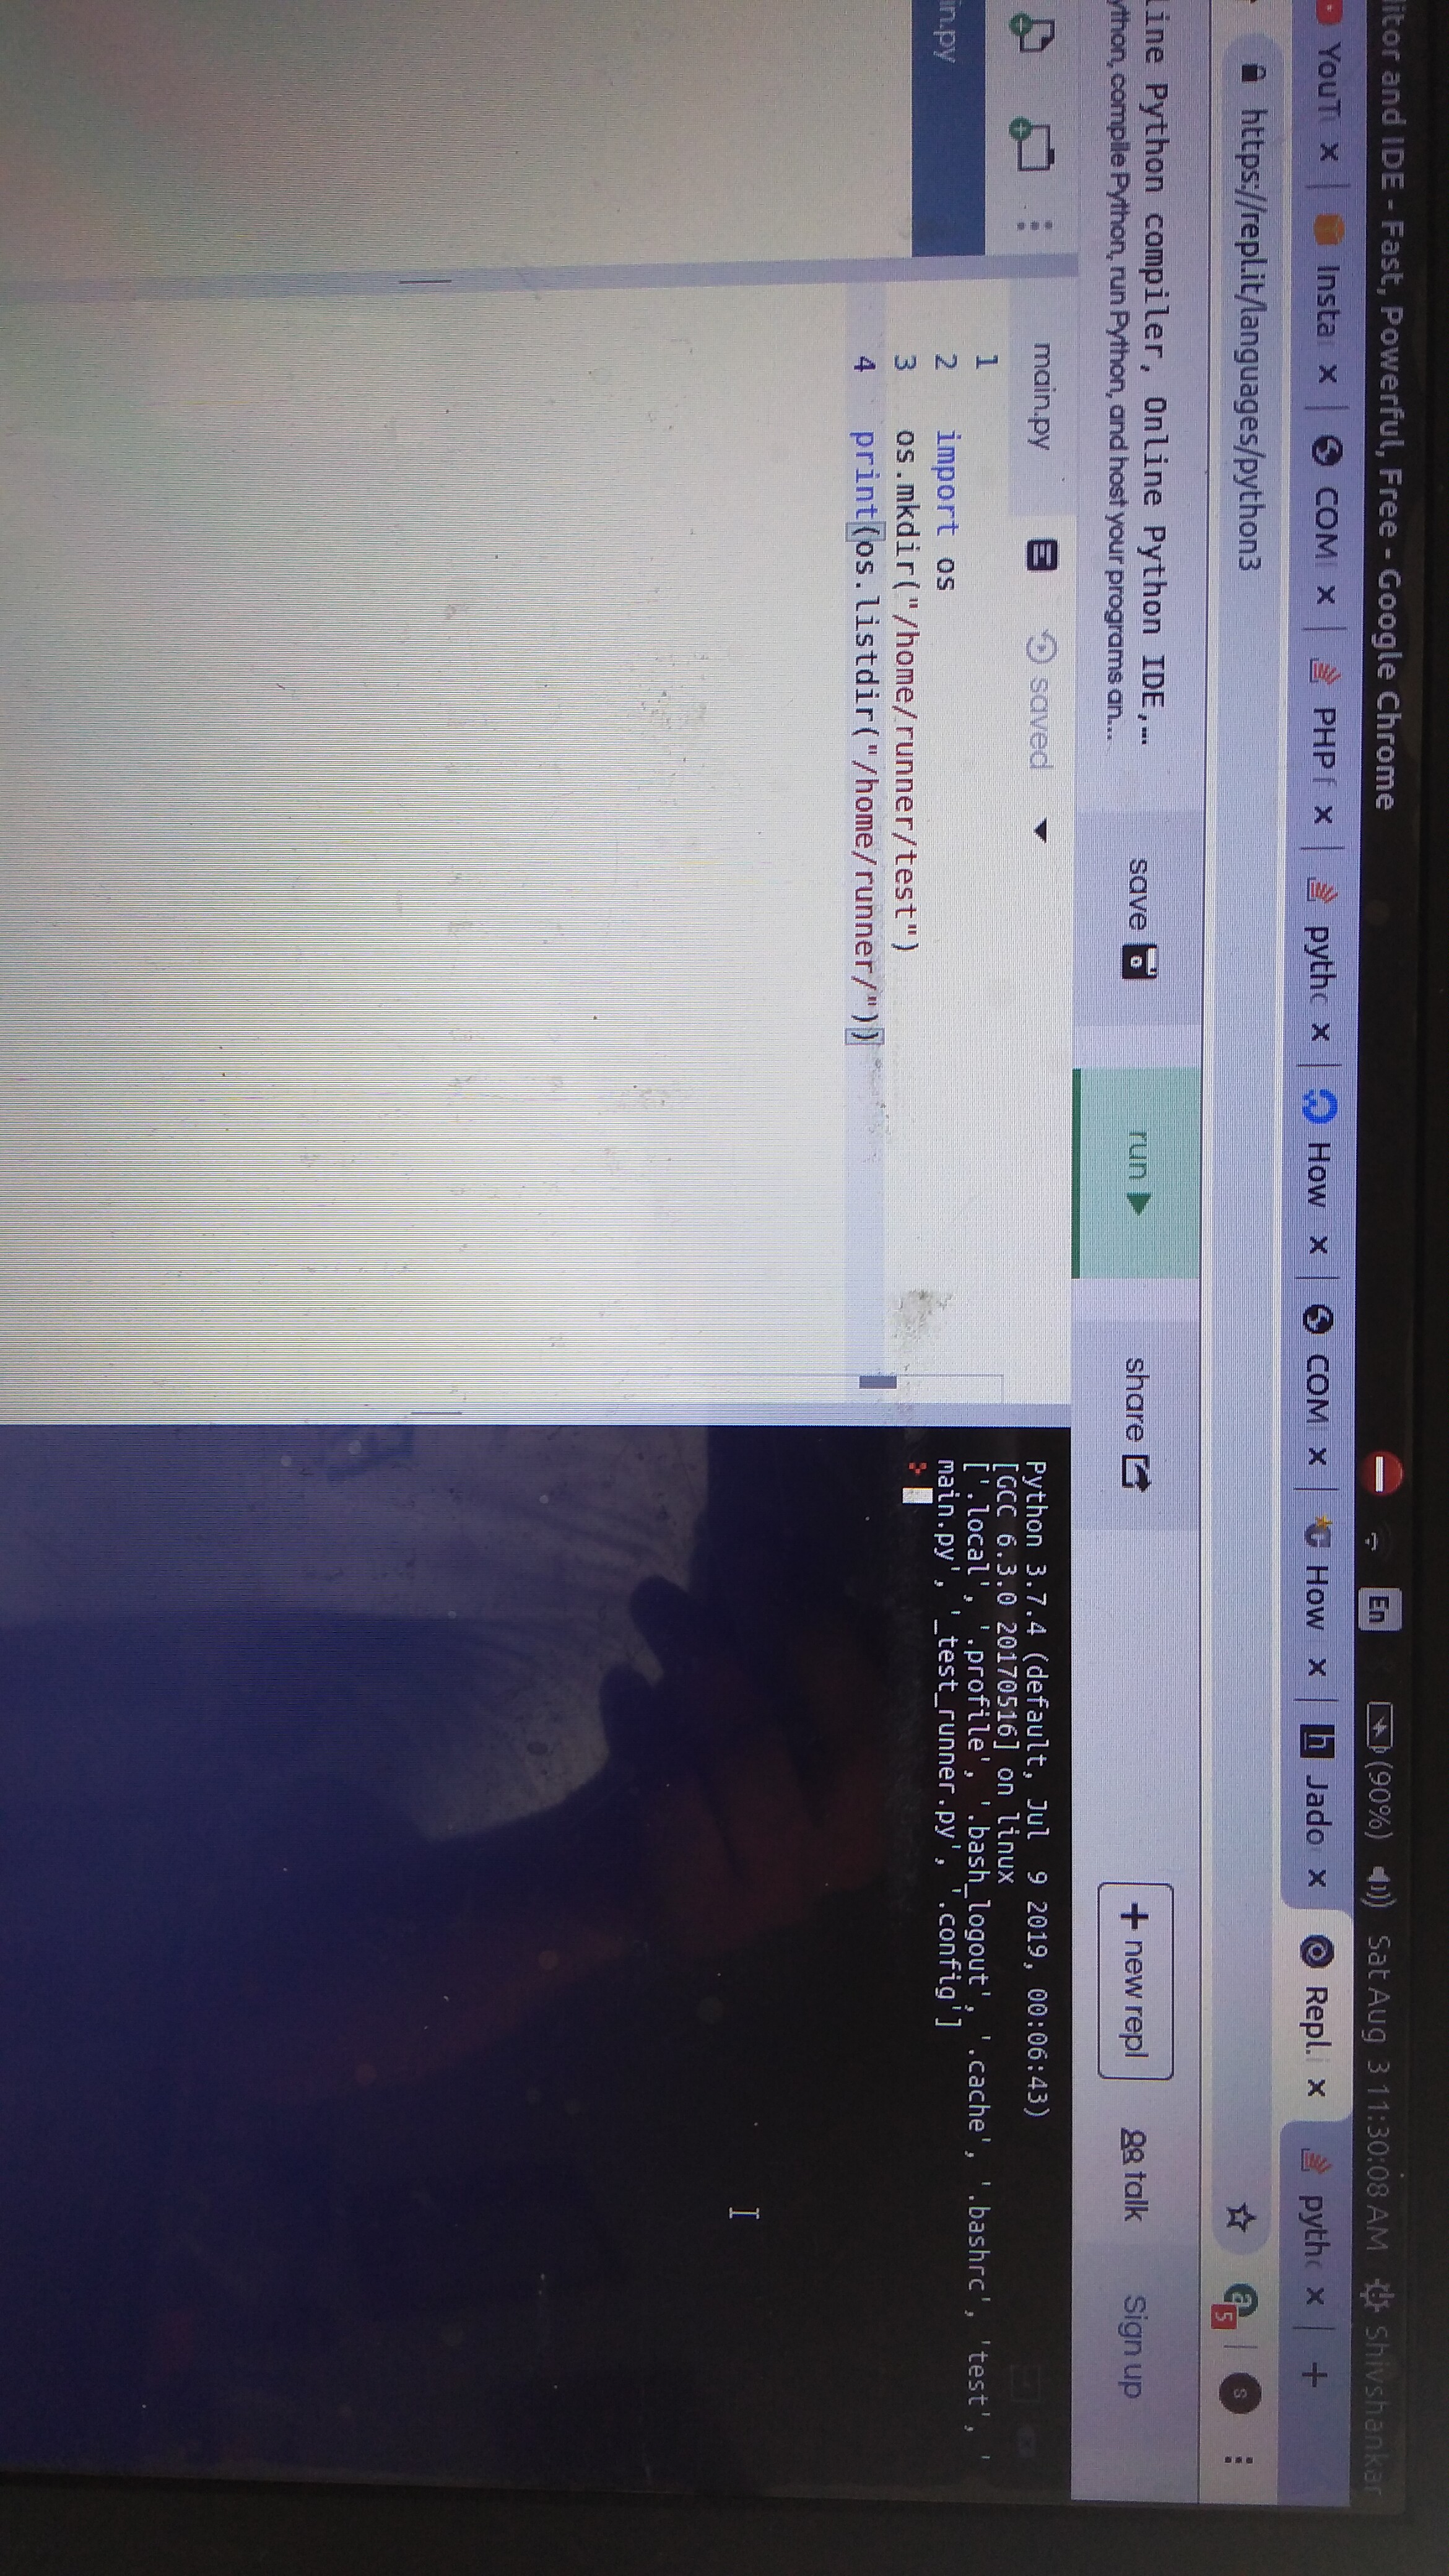 litor and IDE - Fast, Powerful, Free - Google Chrome
En
(90%)
Sat Aug 3 11:30:08 AM
Shivshankar
YouT
Insta
COM
PHP f
pytho
How
COM
How
h Jado
Repl.i
pytho
https://repl.it/languages/python3
a
5
s
line Python compiler, Online Python IDE,...
ython, compile Python, run Python, and host your programs an...
save
run
share
+ new repl
talk
Sign up
main.py
saved
in.py
1
2 import os
3 os.mkdir("/home/runner/test")
4 print(os.listdir("/home/runner/"))
Python 3.7.4 (default, Jul 9 2019, 00:06:43)
[GCC 6.3.0 20170516] on linux
['.local', '.profile', '.bash_logout', '.cache', '.bashrc', 'test', '
main.py', '_test_runner.py', '.config']